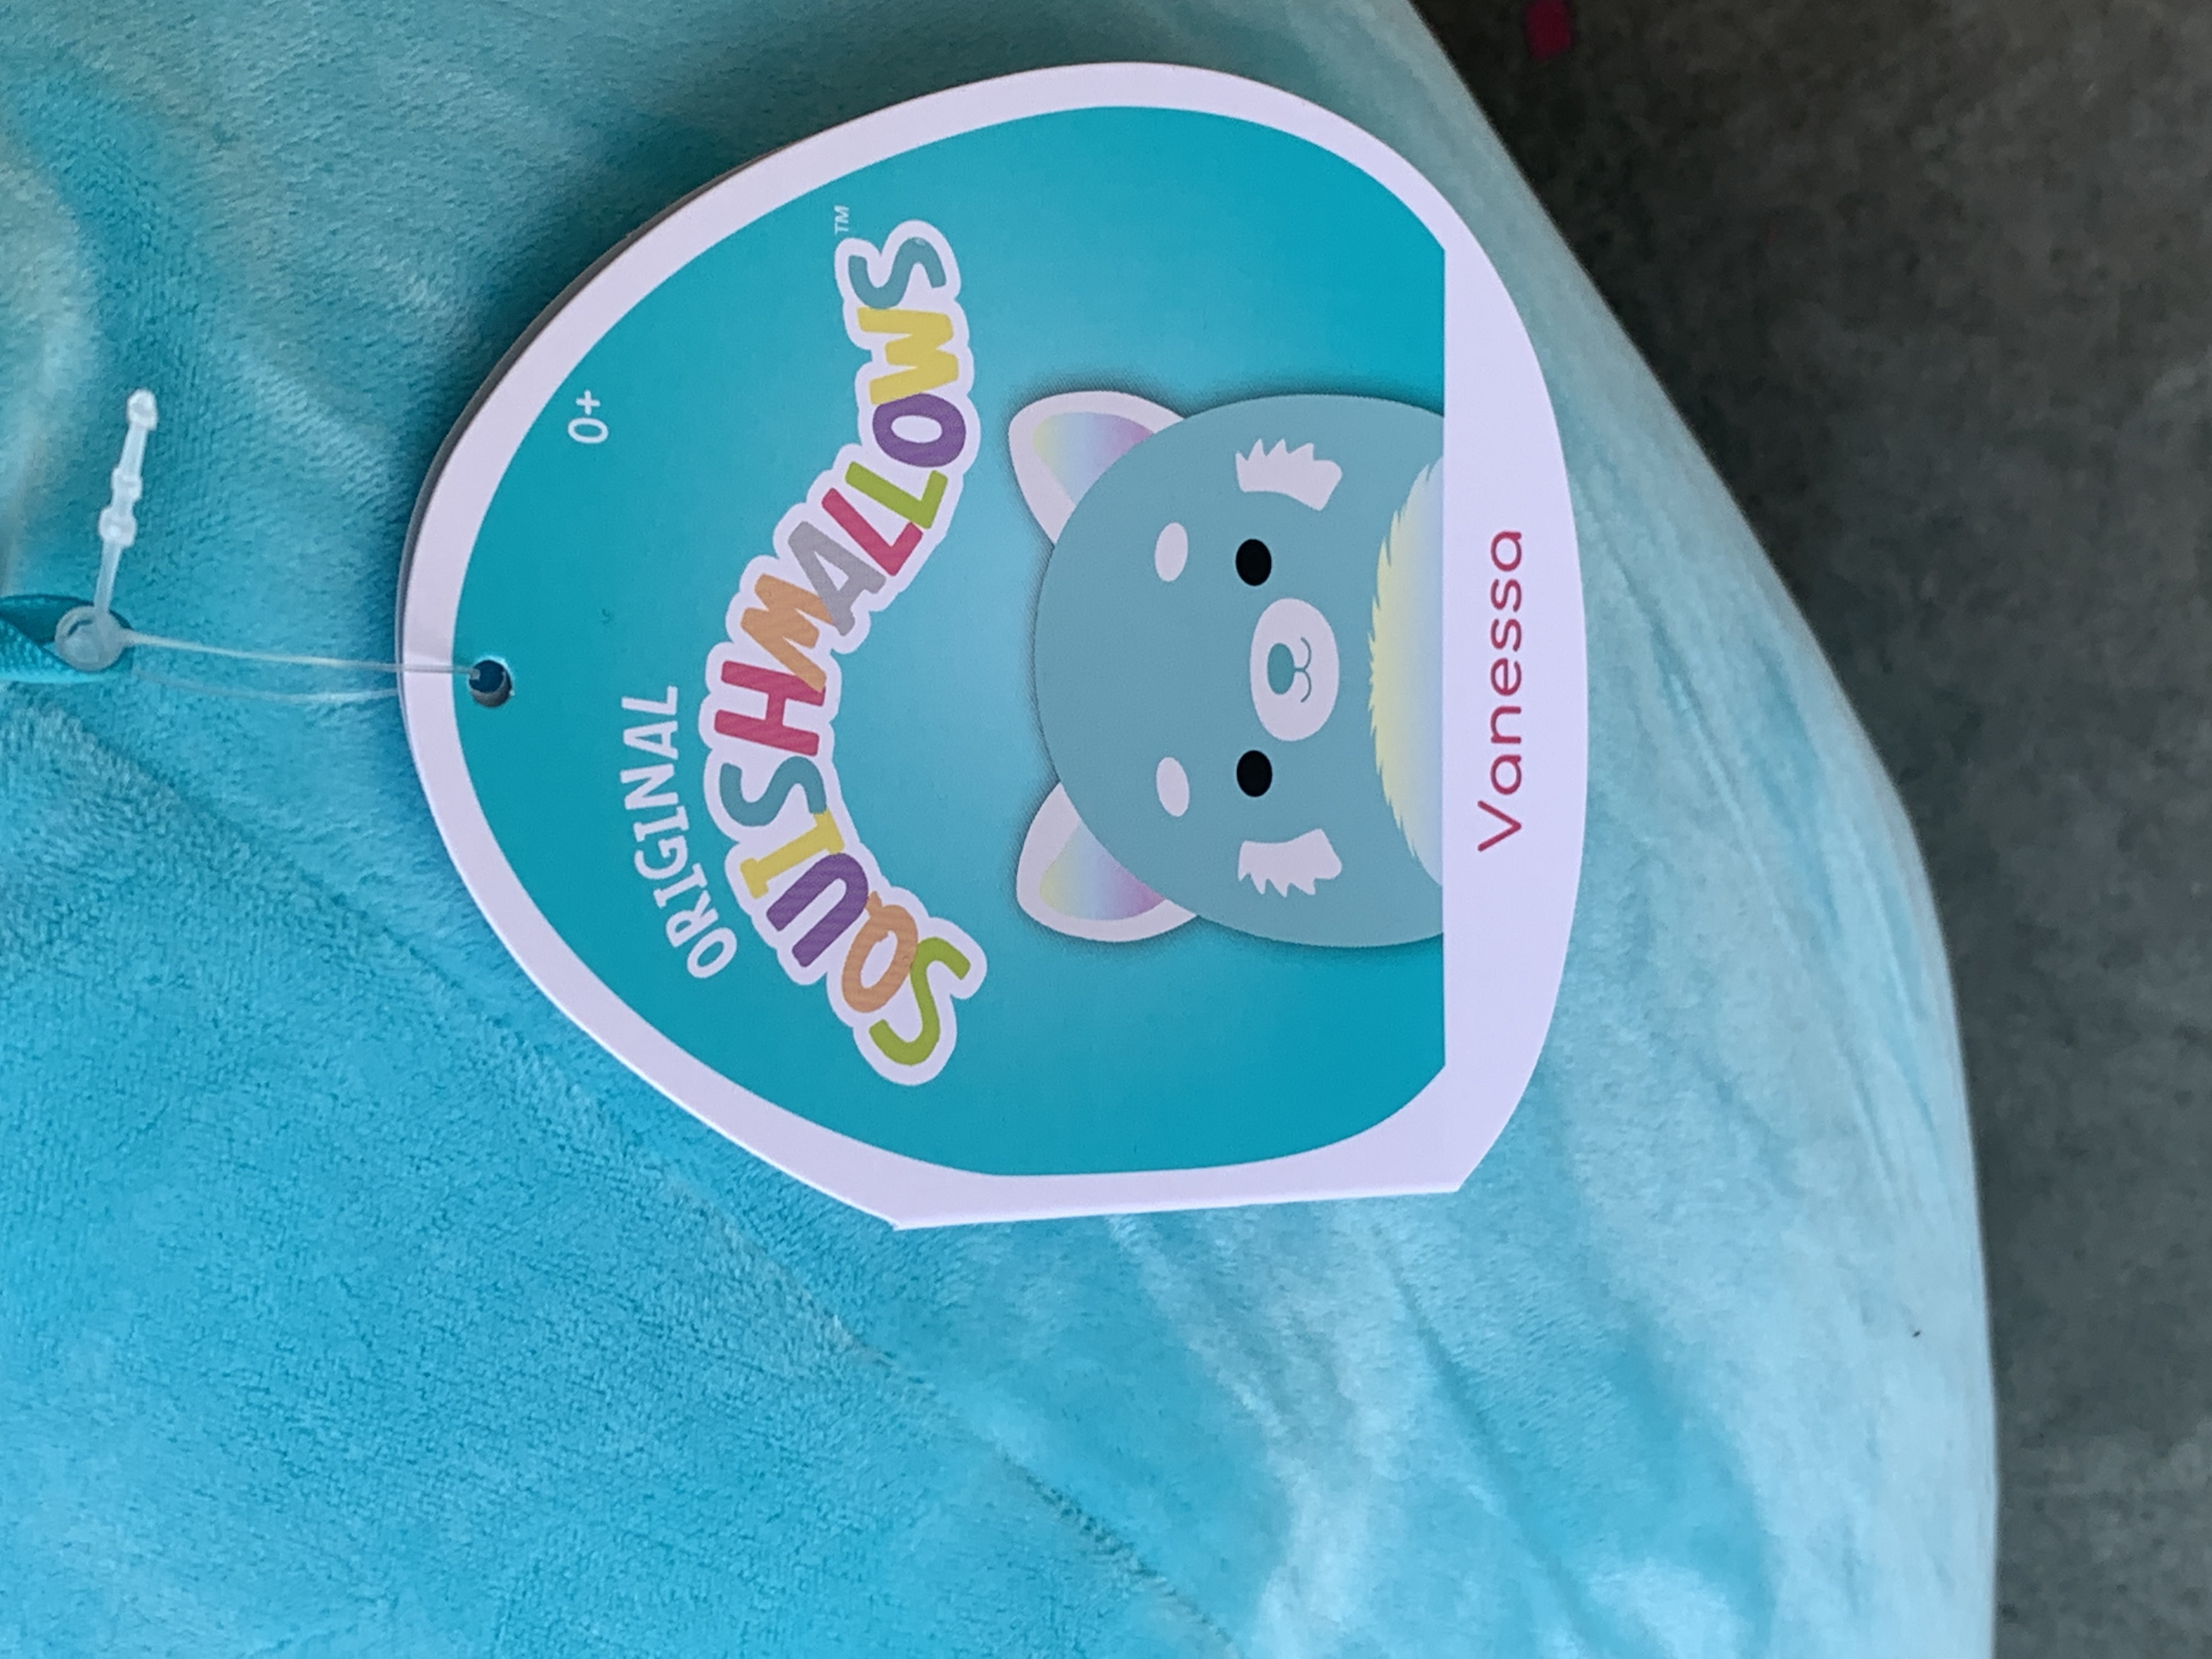 0+
ORIGINAL
SQUISHMALLOWS™
Vanessa